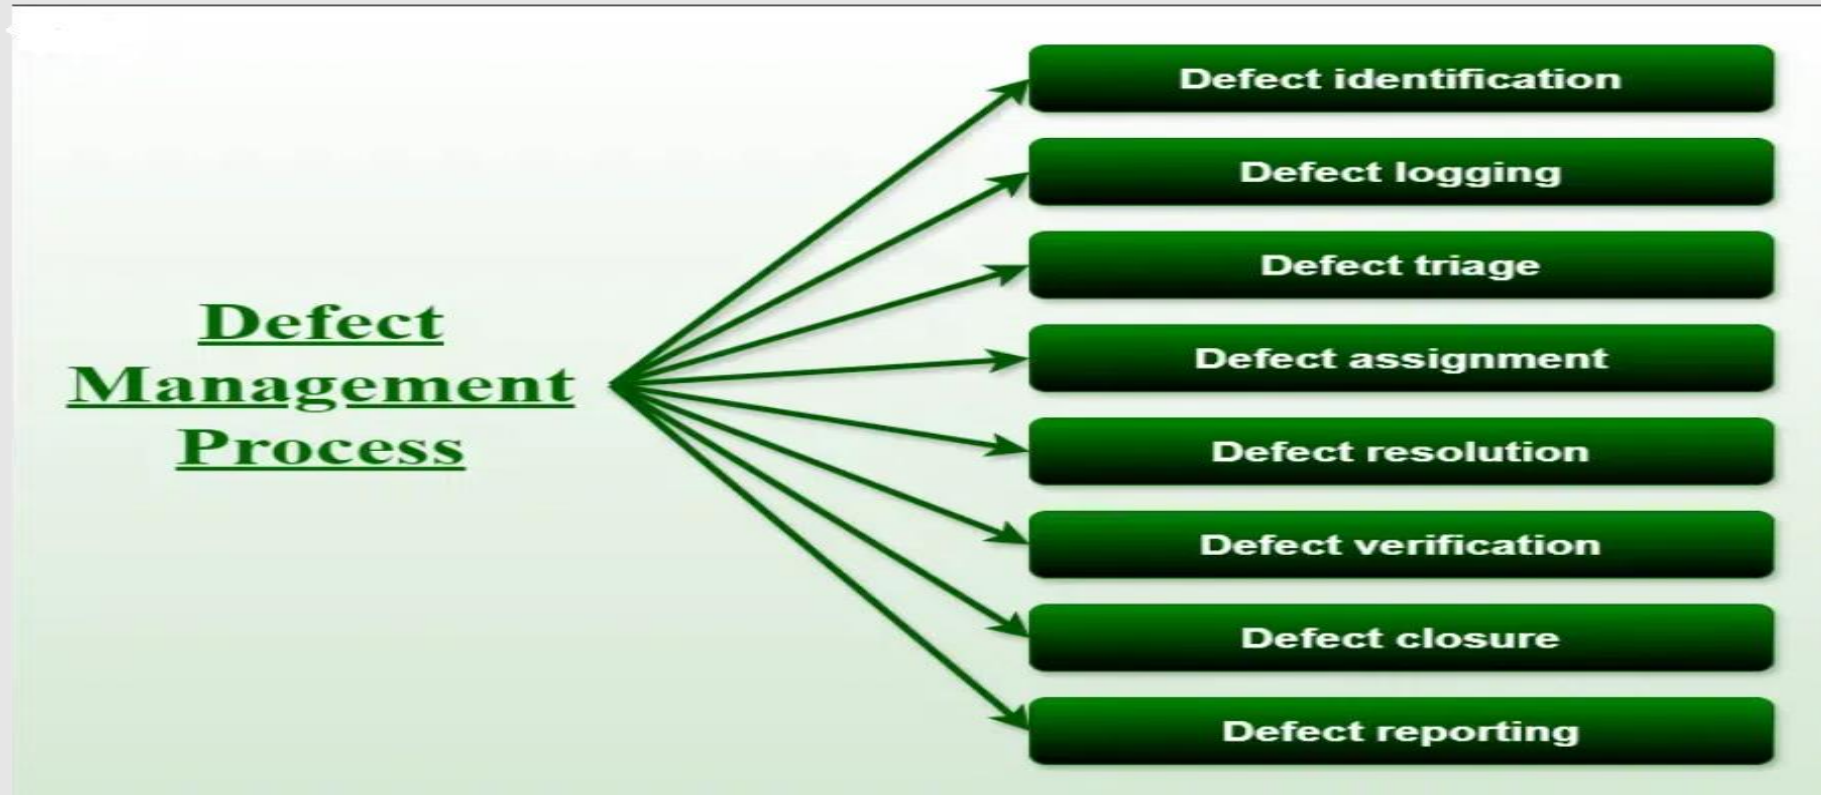 Defect
Management
Process
Defect identification
Defect logging
Defect triage
Defect assignment
Defect resolution
Defect verification
Defect closure
Defect reporting